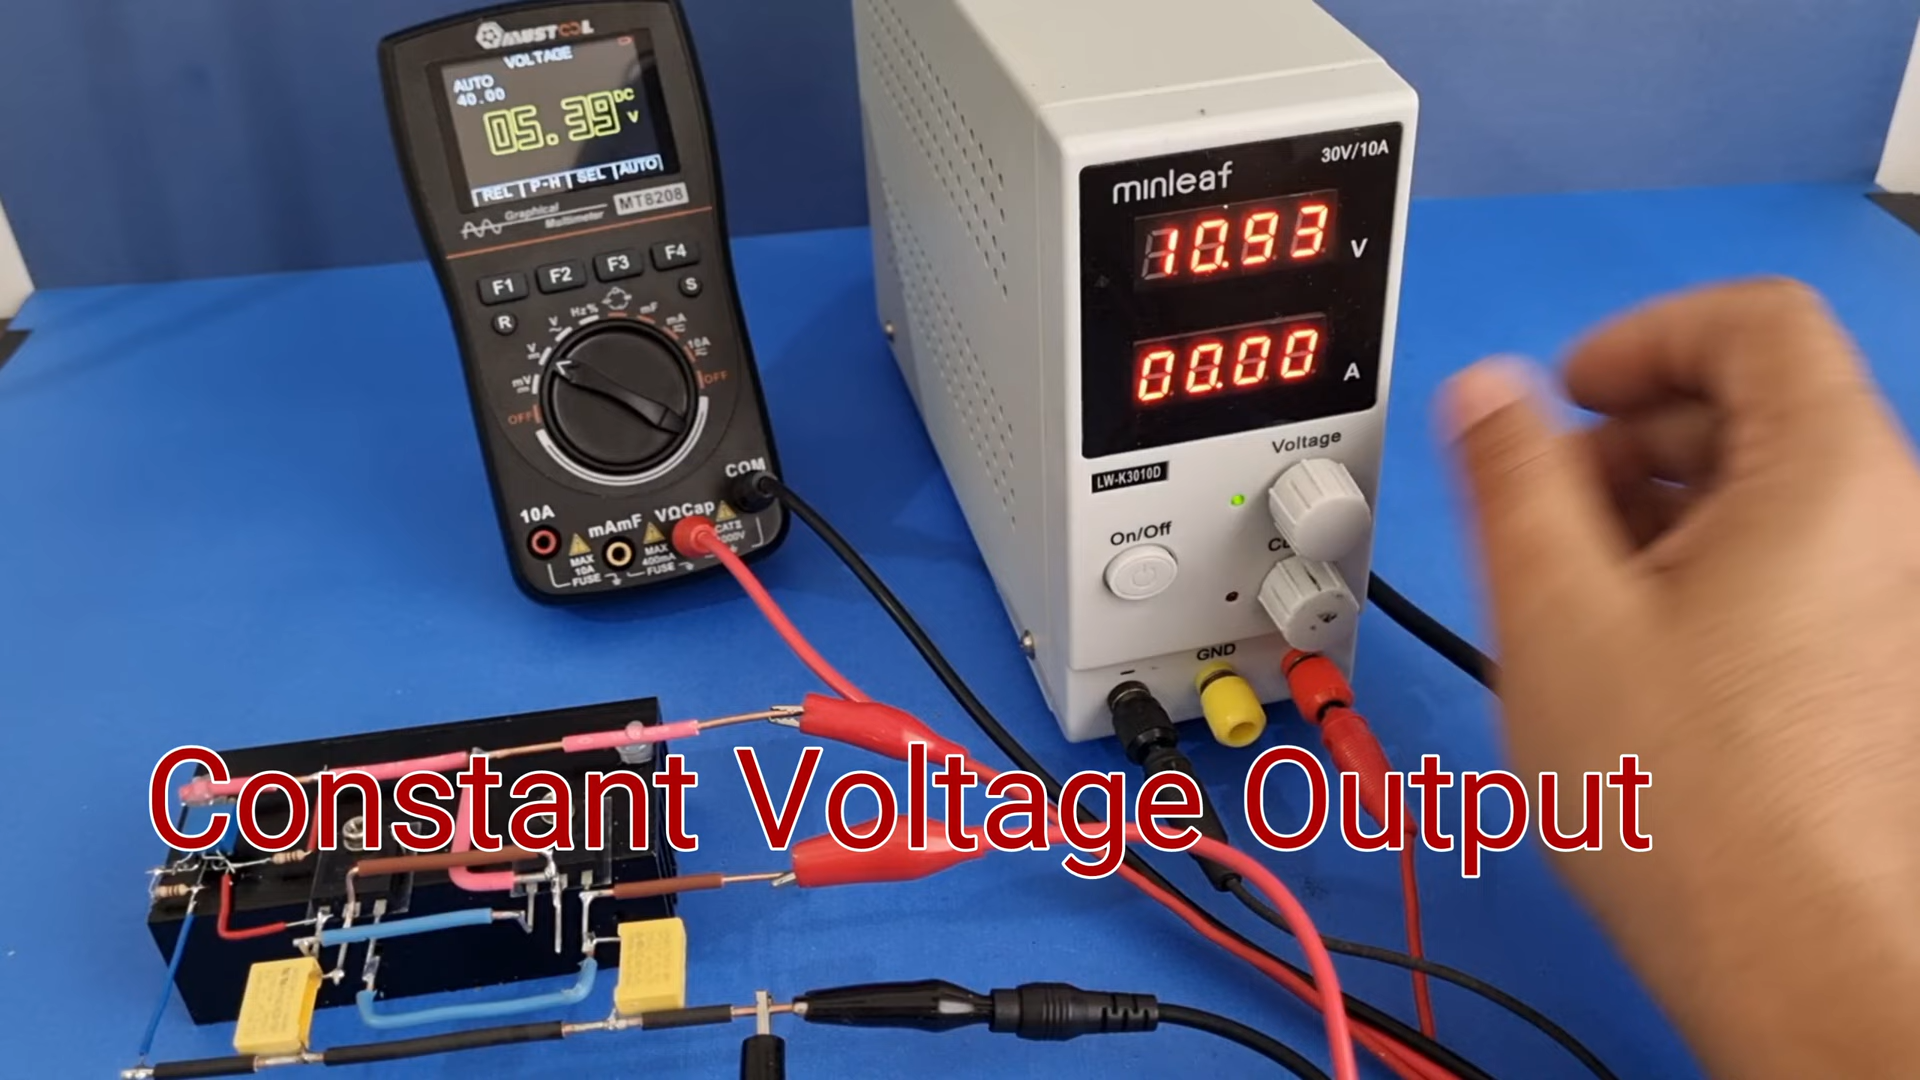 MUSTOOL
VOLTAGE
AUTO
40.00
05.39 DC V
REL | P-H | SEL | AUTO
Graphical Multimeter
MT8208
F1 F2 F3 F4
R S
mV V V Hz% mF mA 10A
OFF OFF
COM
10A mAmF VΩCap
MAX 10A FUSE
MAX 400mA FUSE
CAT2
minleaf
30V/10A
10.93 V
00.00 A
Voltage
LW-K3010D
On/Off
GND
Constant Voltage Output